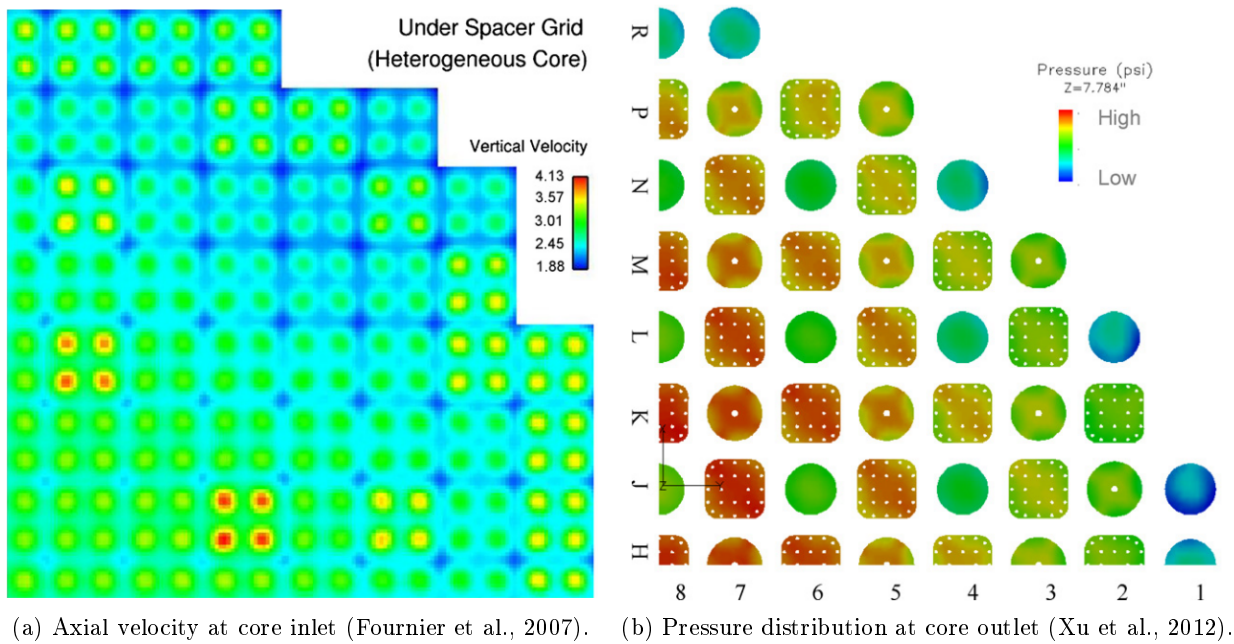 Under Spacer Grid
(Heterogeneous Core)
Vertical Velocity
4.13
3.57
3.01
2.45
1.88
R
P
N
M
L
K
J
H
Z
Pressure (psi)
Z=7.784"
High
Low
8 7 6 5 4 3 2 1
(a) Axial velocity at core inlet (Fournier et al., 2007).
(b) Pressure distribution at core outlet (Xu et al., 2012).